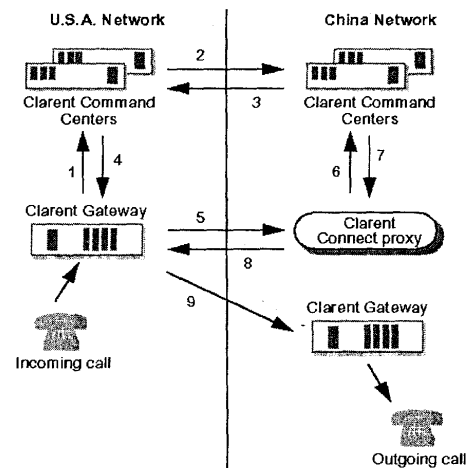 U.S.A. Network
China Network
2
3
Clarent Command
Centers
Clarent Command
Centers
1
4
6
7
Clarent Gateway
5
Clarent
Connect proxy
8
9
Clarent Gateway
Incoming call
Outgoing call